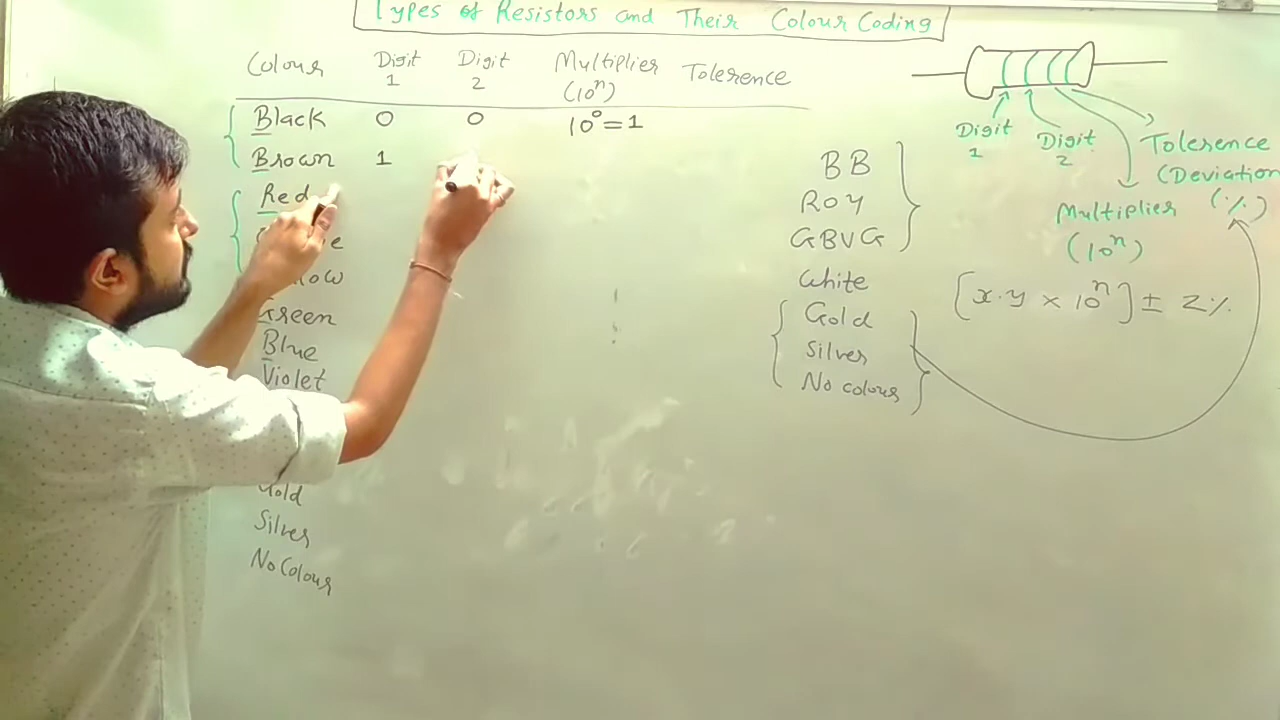 Types of Resistors and Their Colour Coding
Colour Digit 1 Digit 2 Multiplier (10ⁿ) Tolerence
Black 0 0 10⁰=1
Brown 1
Red
Green
Blue
Violet
Gold
Silver
No Colour
BB
ROY
GBVG
White
Gold
Silver
No colour
Digit 1
Digit 2
Tolerence
(Deviation
(%)
Multiplier
(10ⁿ)
[x.y × 10ⁿ] ± Z%